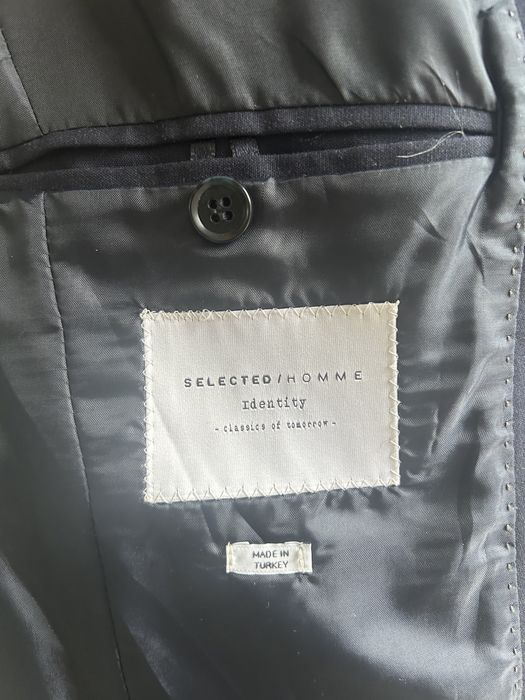 SELECTED/HOMME
Identity
- classics of tomorrow -
MADE IN
TURKEY